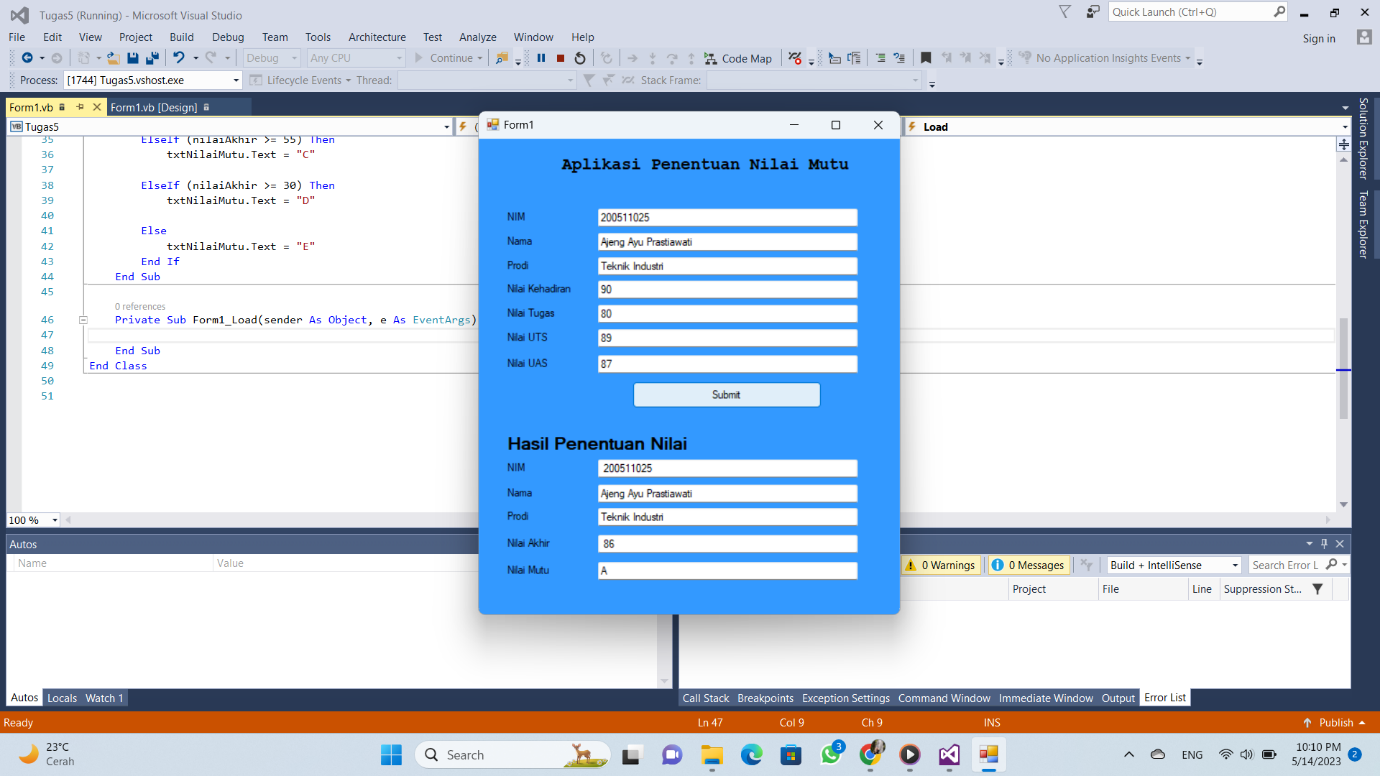 Tugas5 (Running) - Microsoft Visual Studio
Quick Launch (Ctrl+Q)
File Edit View Project Build Debug Team Tools Architecture Test Analyze Window Help
Sign in
Debug Any CPU Continue Code Map No Application Insights Events
Process: [1744] Tugas5.vshost.exe Lifecycle Events Thread: Stack Frame:
Form1.vb Form1.vb [Design]
VB Tugas5
Load
35 ElseIf (nilaiAkhir >= 55) Then
36 txtNilaiMutu.Text = "C"
37
38 ElseIf (nilaiAkhir >= 30) Then
39 txtNilaiMutu.Text = "D"
40
41 Else
42 txtNilaiMutu.Text = "E"
43 End If
44 End Sub
45
0 references
46 Private Sub Form1_Load(sender As Object, e As EventArgs)
47
48 End Sub
49 End Class
50
51
100 %
Form1
Aplikasi Penentuan Nilai Mutu
NIM 200511025
Nama Ajeng Ayu Prastiawati
Prodi Teknik Industri
Nilai Kehadiran 90
Nilai Tugas 80
Nilai UTS 89
Nilai UAS 87
Submit
Hasil Penentuan Nilai
NIM 200511025
Nama Ajeng Ayu Prastiawati
Prodi Teknik Industri
Nilai Akhir 86
Nilai Mutu A
Solution Explorer
Team Explorer
Autos
Name Value
0 Warnings 0 Messages Build + IntelliSense Search Error L
Project File Line Suppression St...
Autos Locals Watch 1
Call Stack Breakpoints Exception Settings Command Window Immediate Window Output Error List
Ready Ln 47 Col 9 Ch 9 INS Publish
23°C
Cerah
Search
3
ENG
10:10 PM
5/14/2023
2